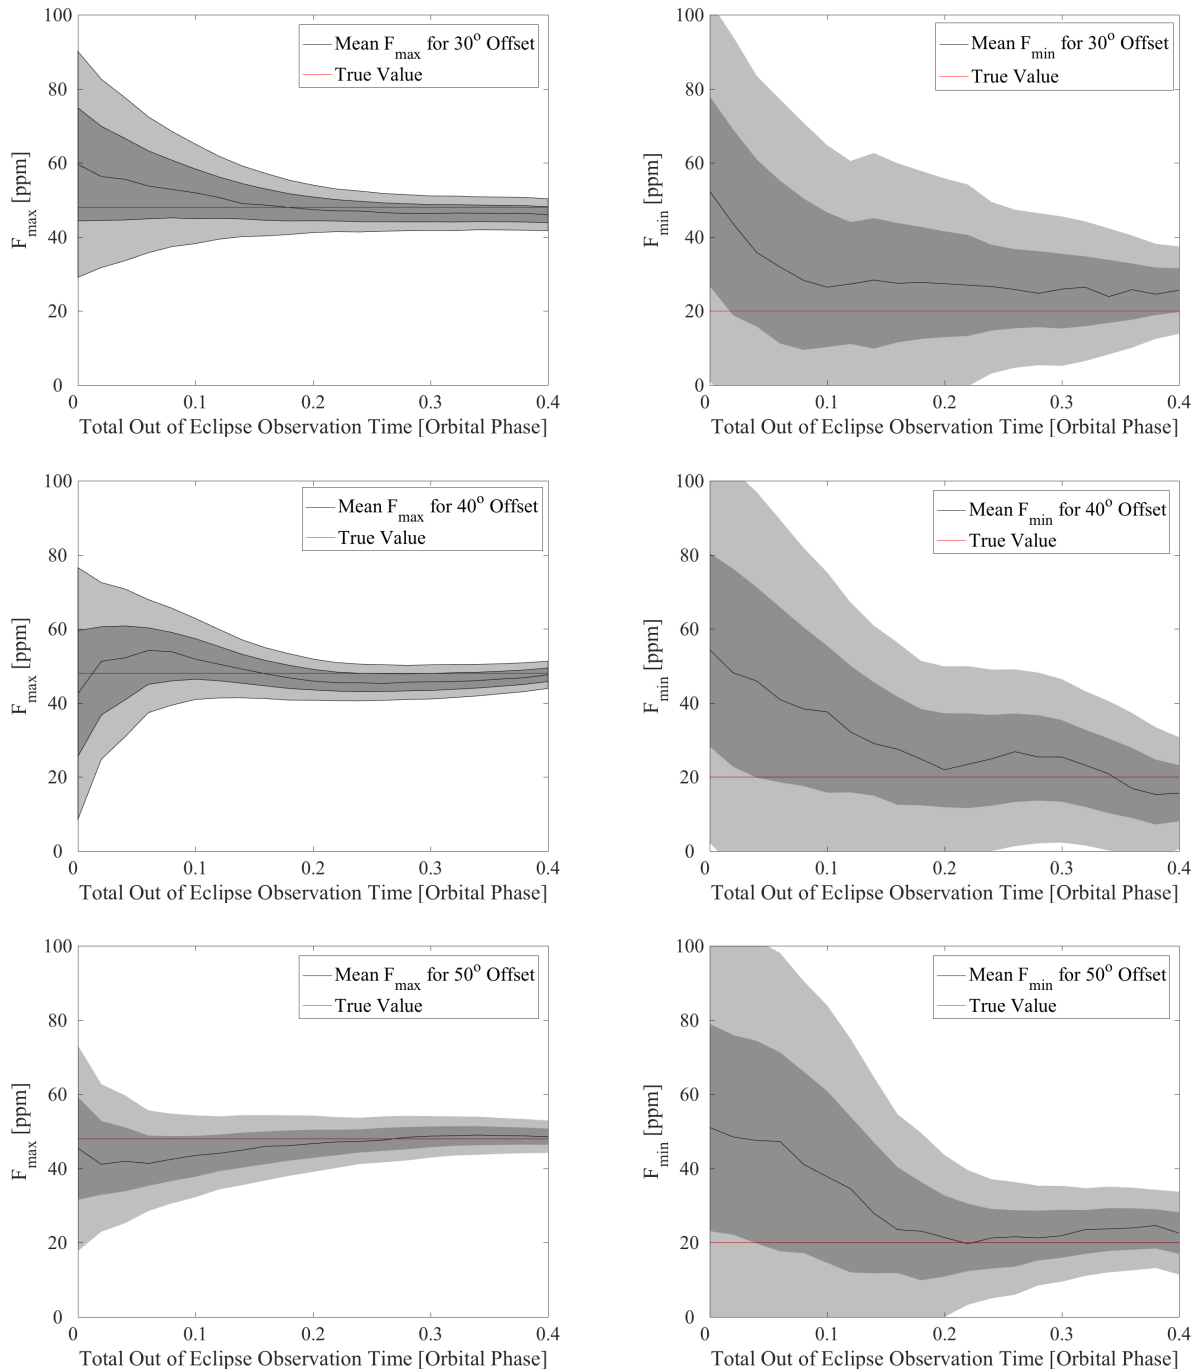 100
80
60
40
20
0
F_max [ppm]
Mean F_max for 30° Offset
True Value
0 0.1 0.2 0.3 0.4
Total Out of Eclipse Observation Time [Orbital Phase]
100
80
60
40
20
0
F_min [ppm]
Mean F_min for 30° Offset
True Value
0 0.1 0.2 0.3 0.4
Total Out of Eclipse Observation Time [Orbital Phase]
100
80
60
40
20
0
F_max [ppm]
Mean F_max for 40° Offset
True Value
0 0.1 0.2 0.3 0.4
Total Out of Eclipse Observation Time [Orbital Phase]
100
80
60
40
20
0
F_min [ppm]
Mean F_min for 40° Offset
True Value
0 0.1 0.2 0.3 0.4
Total Out of Eclipse Observation Time [Orbital Phase]
100
80
60
40
20
0
F_max [ppm]
Mean F_max for 50° Offset
True Value
0 0.1 0.2 0.3 0.4
Total Out of Eclipse Observation Time [Orbital Phase]
100
80
60
40
20
0
F_min [ppm]
Mean F_min for 50° Offset
True Value
0 0.1 0.2 0.3 0.4
Total Out of Eclipse Observation Time [Orbital Phase]